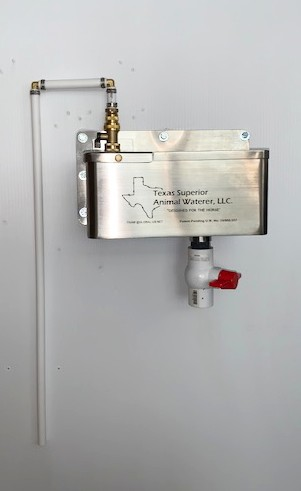 Texas Superior
Animal Waterer, LLC.
"DESIGNED FOR THE HORSE"